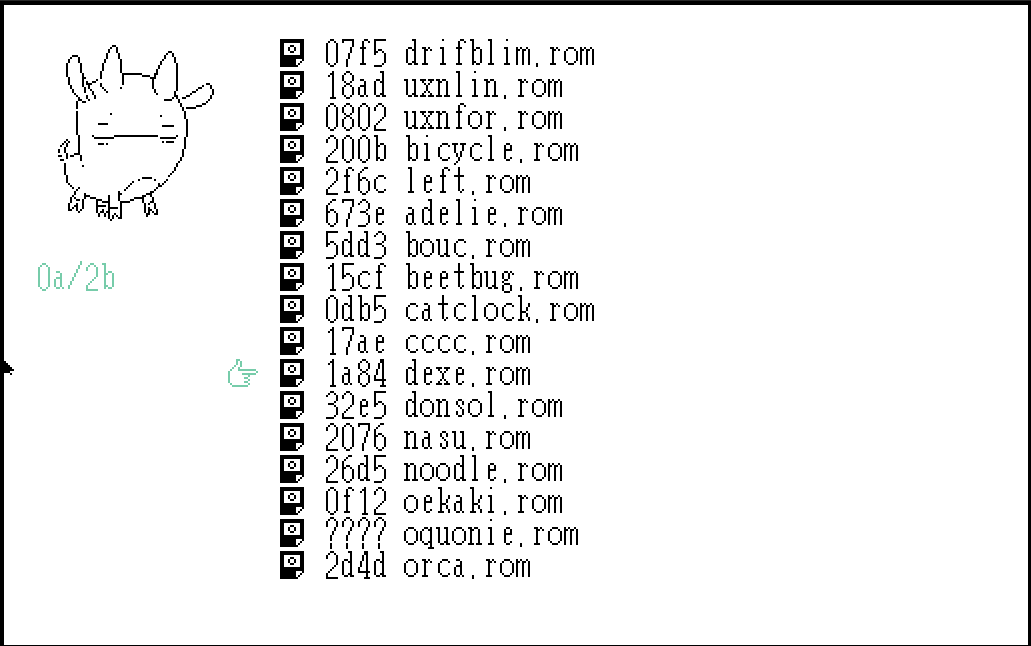 07f5 drifblim.rom
18ad uxnlin.rom
0802 uxnfor.rom
200b bicycle.rom
2f6c left.rom
673e adelie.rom
5dd3 bouc.rom
0a/2b
15cf beetbug.rom
0db5 catclock.rom
17ae cccc.rom
1a84 dexe.rom
32e5 donsol.rom
2076 nasu.rom
26d5 noodle.rom
0f12 oekaki.rom
???? oquonie.rom
2d4d orca.rom